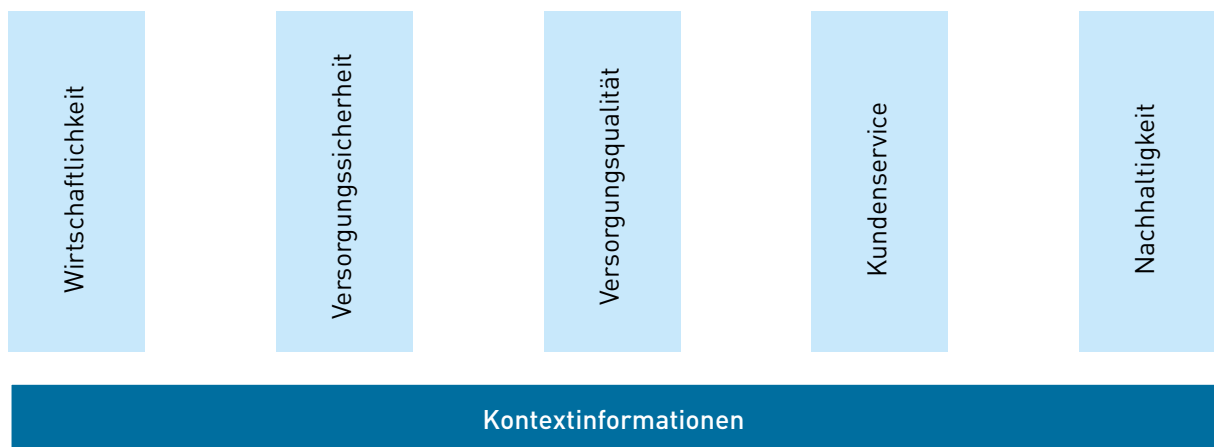 Wirtschaftlichkeit
Versorgungssicherheit
Versorgungsqualität
Kundenservice
Nachhaltigkeit
Kontextinformationen